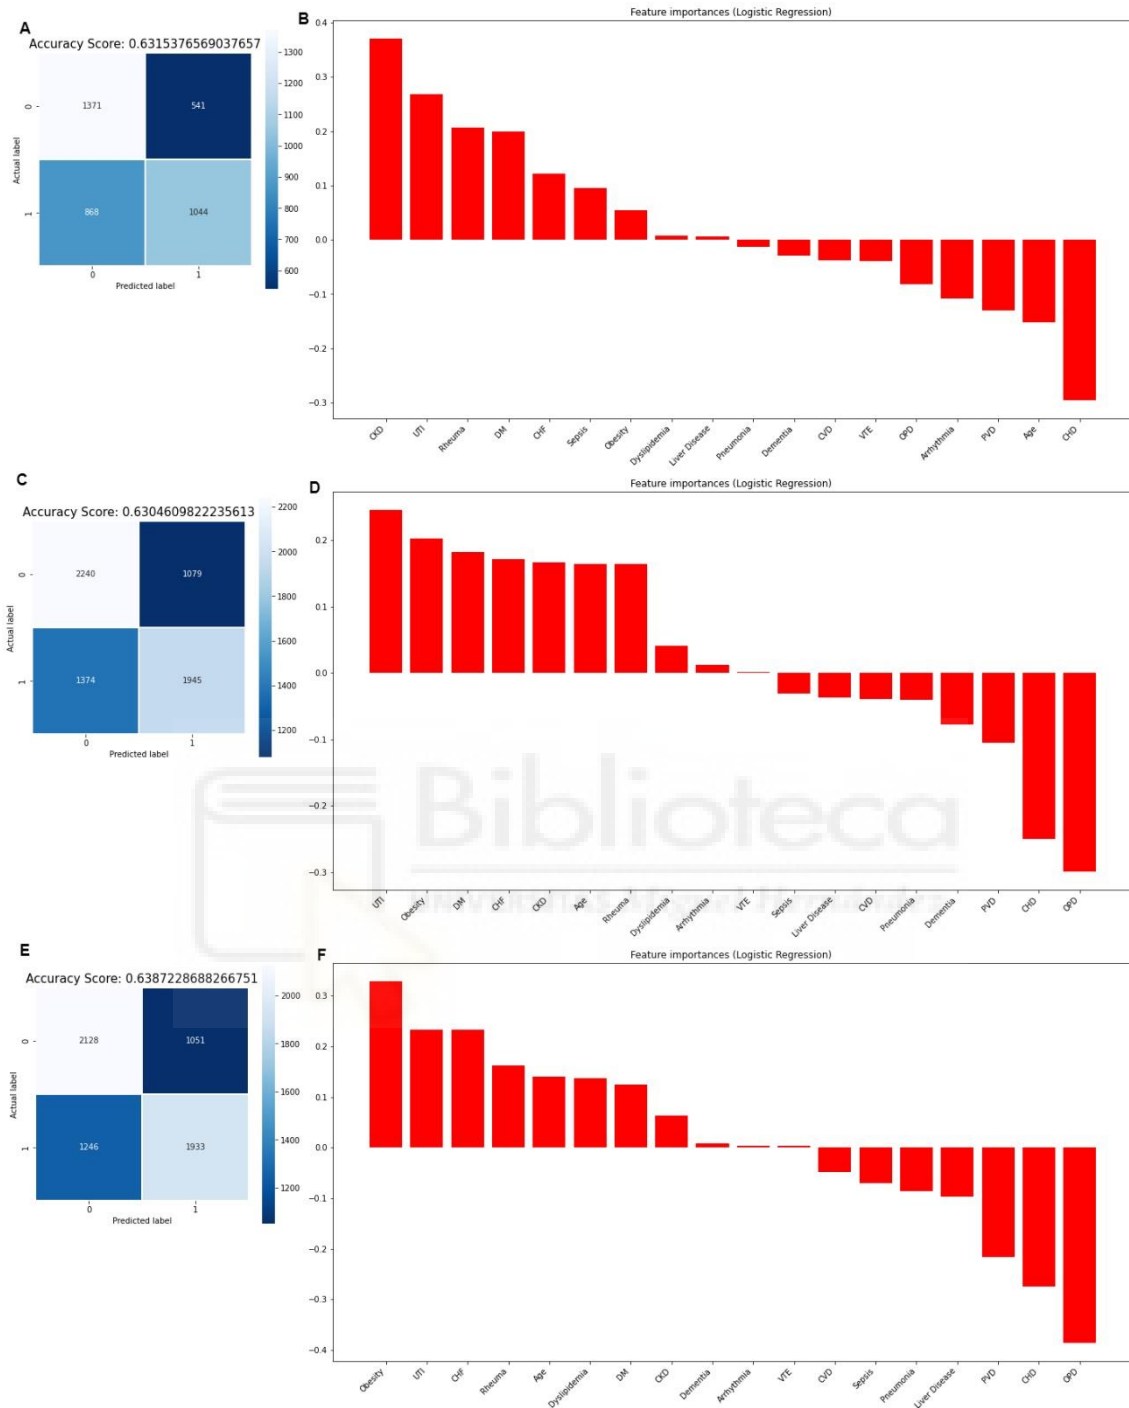 A
Accuracy Score: 0.6315376569037657
1371
541
868
1044
0
1
Actual label
0
1
Predicted label
1300
1200
1100
1000
900
800
700
600
B
Feature importances (Logistic Regression)
0.4
0.3
0.2
0.1
0.0
−0.1
−0.2
−0.3
CKD
UTI
Rheuma
DM
CHF
Sepsis
Obesity
Dyslipidemia
Liver Disease
Pneumonia
Dementia
CVD
VTE
OPD
Arrhythmia
PVD
Age
CHD
C
Accuracy Score: 0.6304609822235613
2240
1079
1374
1945
0
1
Actual label
0
1
Predicted label
2200
2000
1800
1600
1400
1200
D
Feature importances (Logistic Regression)
0.2
0.1
0.0
−0.1
−0.2
−0.3
UTI
Obesity
DM
CHF
CKD
Age
Rheuma
Dyslipidemia
Arrhythmia
VTE
Sepsis
Liver Disease
CVD
Pneumonia
Dementia
PVD
CHD
OPD
Biblioteca
UNIVERSITAS Miguel Hernández
E
Accuracy Score: 0.6387228688266751
2128
1051
1246
1933
0
1
Actual label
0
1
Predicted label
2000
1800
1600
1400
1200
F
Feature importances (Logistic Regression)
0.3
0.2
0.1
0.0
−0.1
−0.2
−0.3
−0.4
Obesity
UTI
CHF
Rheuma
Age
Dyslipidemia
DM
CKD
Dementia
Arrhythmia
VTE
CVD
Sepsis
Pneumonia
Liver Disease
PVD
CHD
OPD